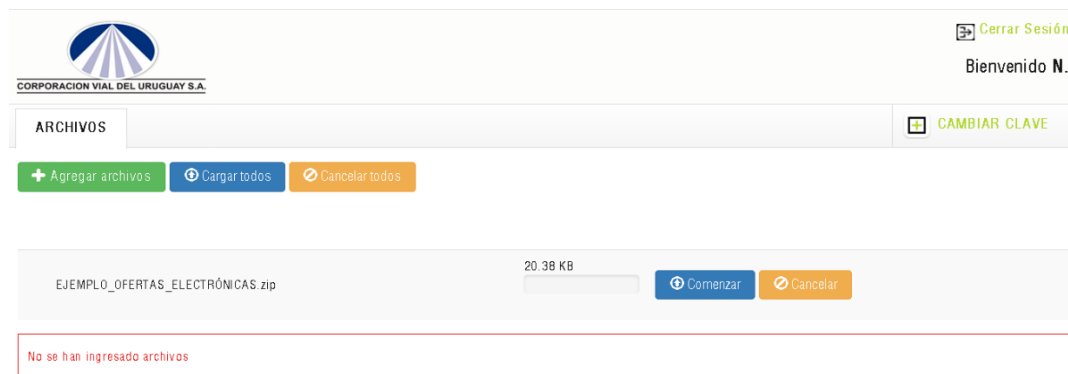 Cerrar Sesión
CORPORACION VIAL DEL URUGUAY S.A.
Bienvenido N.
ARCHIVOS
CAMBIAR CLAVE
Agregar archivos
Cargar todos
Cancelar todos
EJEMPLO_OFERTAS_ELECTRÓNICAS.zip
20.38 KB
Comenzar
Cancelar
No se han ingresado archivos